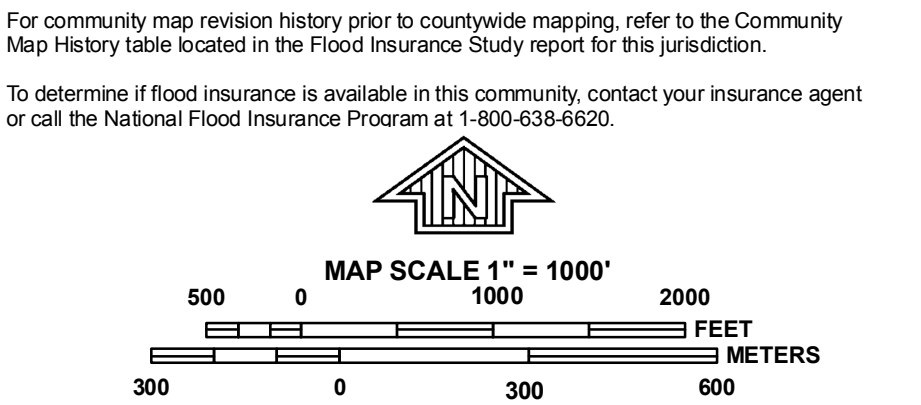 For community map revision history prior to countywide mapping, refer to the Community
Map History table located in the Flood Insurance Study report for this jurisdiction.
To determine if flood insurance is available in this community, contact your insurance agent
or call the National Flood Insurance Program at 1-800-638-6620.
N
MAP SCALE 1" = 1000'
500 0 1000 2000
FEET
METERS
300 0 300 600